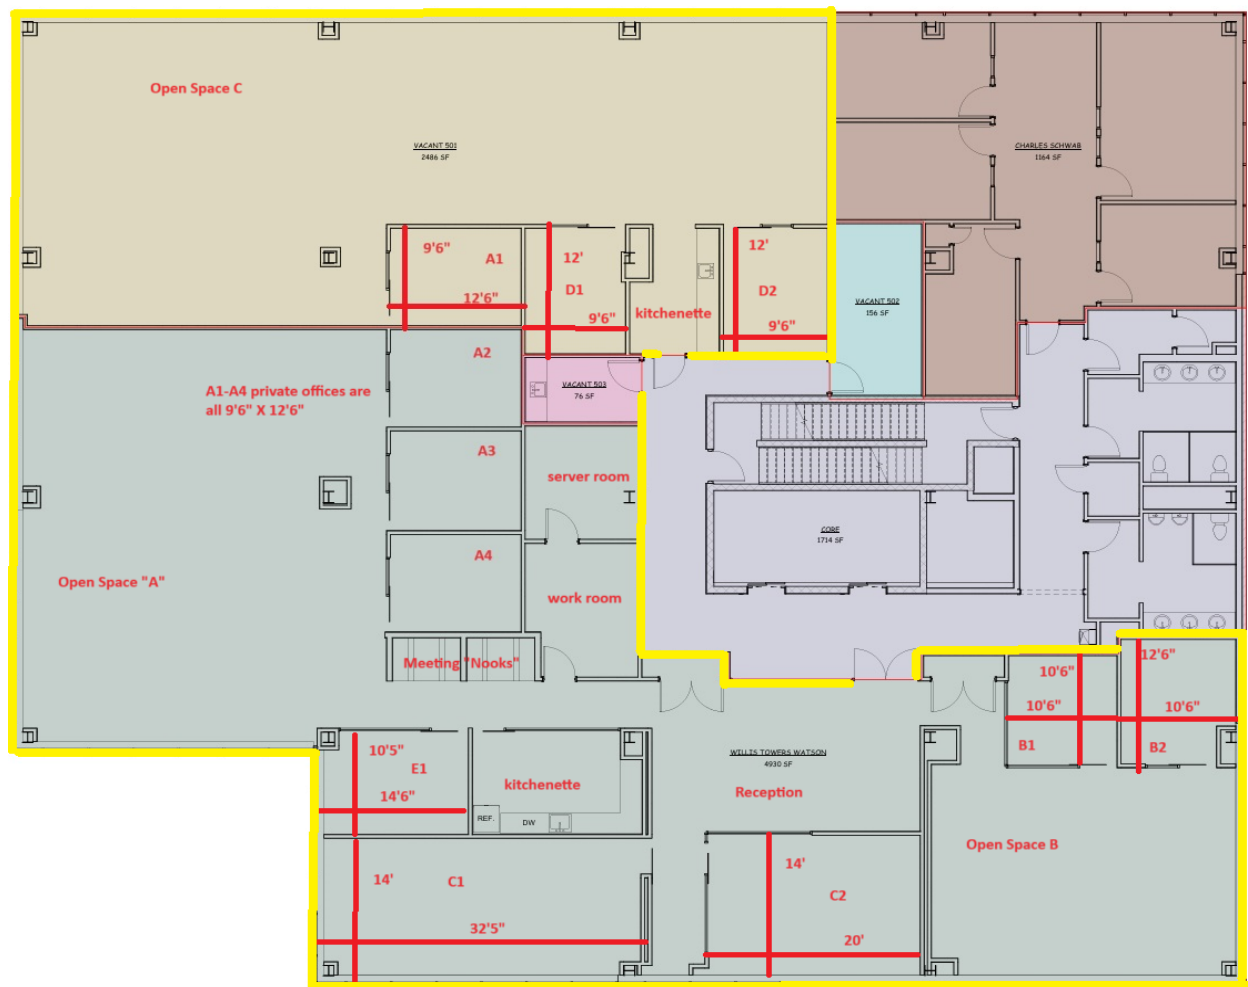 Open Space C
VACANT 501
2486 SF
CHARLES SCHWAB
1164 SF
9'6"
A1
12'6"
12'
D1
9'6"
kitchenette
12'
D2
9'6"
VACANT 502
156 SF
A2
A1-A4 private offices are
all 9'6" X 12'6"
VACANT 503
76 SF
A3
server room
CORE
1714 SF
A4
Open Space "A"
work room
Meeting "Nooks"
10'6"
10'6"
B1
12'6"
10'6"
B2
10'5"
E1
14'6"
kitchenette
REF.
DW
WILLIS TOWERS WATSON
4930 SF
Reception
Open Space B
14'
C1
32'5"
14'
C2
20'